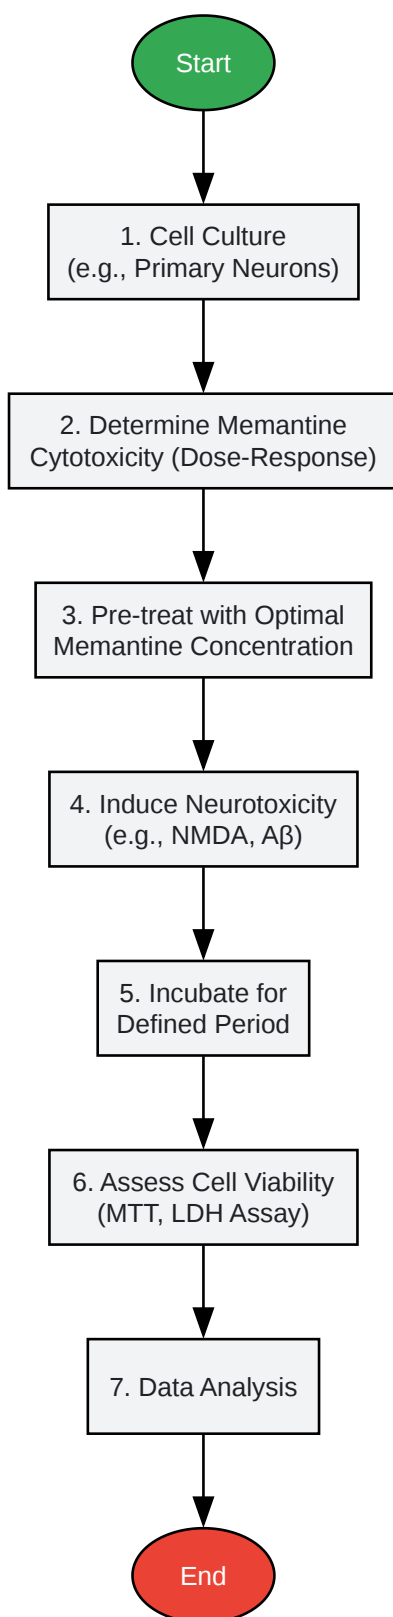 Start
1. Cell Culture
(e.g., Primary Neurons)
2. Determine Memantine
Cytotoxicity (Dose-Response)
3. Pre-treat with Optimal
Memantine Concentration
4. Induce Neurotoxicity
(e.g., NMDA, Aβ)
5. Incubate for
Defined Period
6. Assess Cell Viability
(MTT, LDH Assay)
7. Data Analysis
End